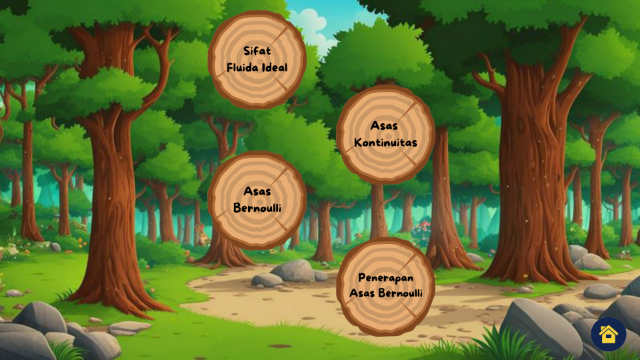 Sifat
Fluida Ideal
Asas
Kontinuitas
Asas
Bernoulli
Penerapan
Asas Bernoulli